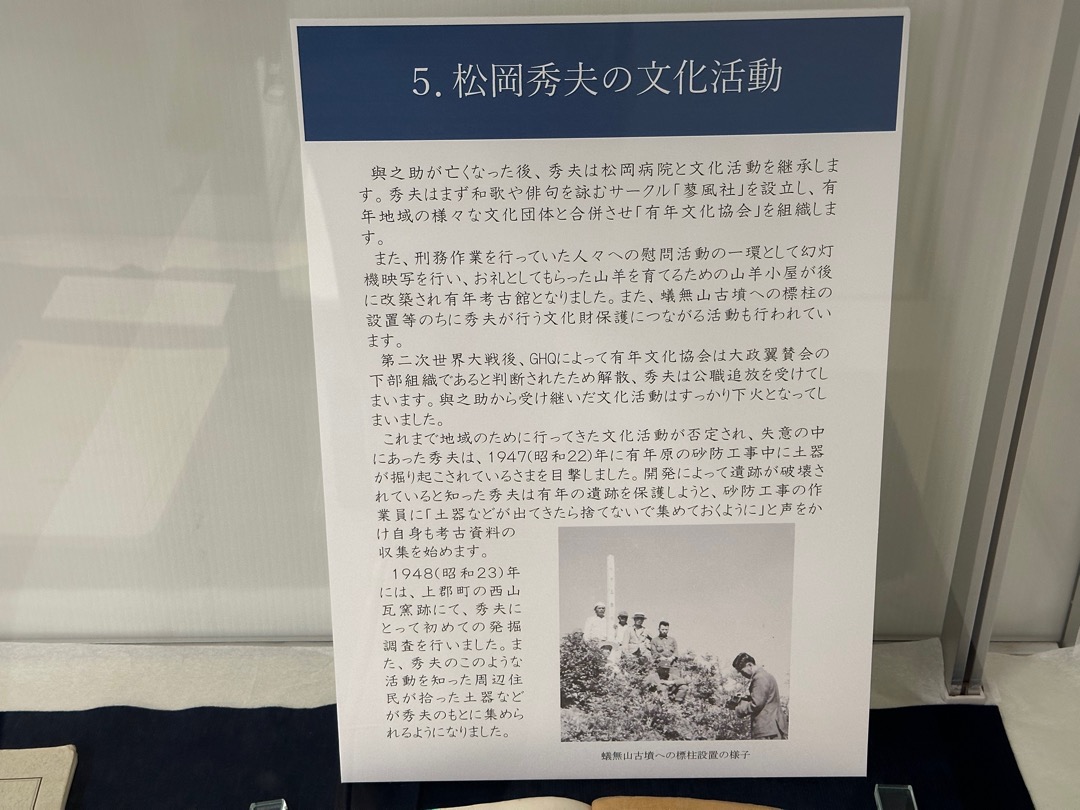 5. 松岡秀夫の文化活動
與之助が亡くなった後、秀夫は松岡病院と文化活動を継承しま
す。秀夫はまず和歌や俳句を詠むサークル「蓼風社」を設立し、有
年地域の様々な文化団体と合併させ「有年文化協会」を組織しま
す。
また、刑務作業を行っていた人々への慰問活動の一環として幻灯
機映写を行い、お礼としてもらった山羊を育てるための山羊小屋が後
に改築され有年考古館となりました。また、蟻無山古墳への標柱の
設置等のちに秀夫が行う文化財保護につながる活動も行われてい
ます。
第二次世界大戦後、GHQによって有年文化協会は大政翼賛会の
下部組織であると判断されたため解散、秀夫は公職追放を受けてし
まいます。與之助から受け継いだ文化活動はすっかり下火となってし
まいました。
これまで地域のために行ってきた文化活動が否定され、失意の中
にあった秀夫は、1947(昭和22)年に有年原の砂防工事中に土器
が掘り起こされているさまを目撃しました。開発によって遺跡が破壊さ
れていると知った秀夫は有年の遺跡を保護しようと、砂防工事の作
業員に「土器などが出てきたら捨てないで集めておくように」と声をか
け自身も考古資料の
収集を始めます。
1948(昭和23)年
には、上郡町の西山
瓦窯跡にて、秀夫に
とって初めての発掘
調査を行いました。ま
た、秀夫のこのような
活動を知った周辺住
民が拾った土器など
が秀夫のもとに集めら
れるようになりました。
蟻無山古墳への標柱設置の様子